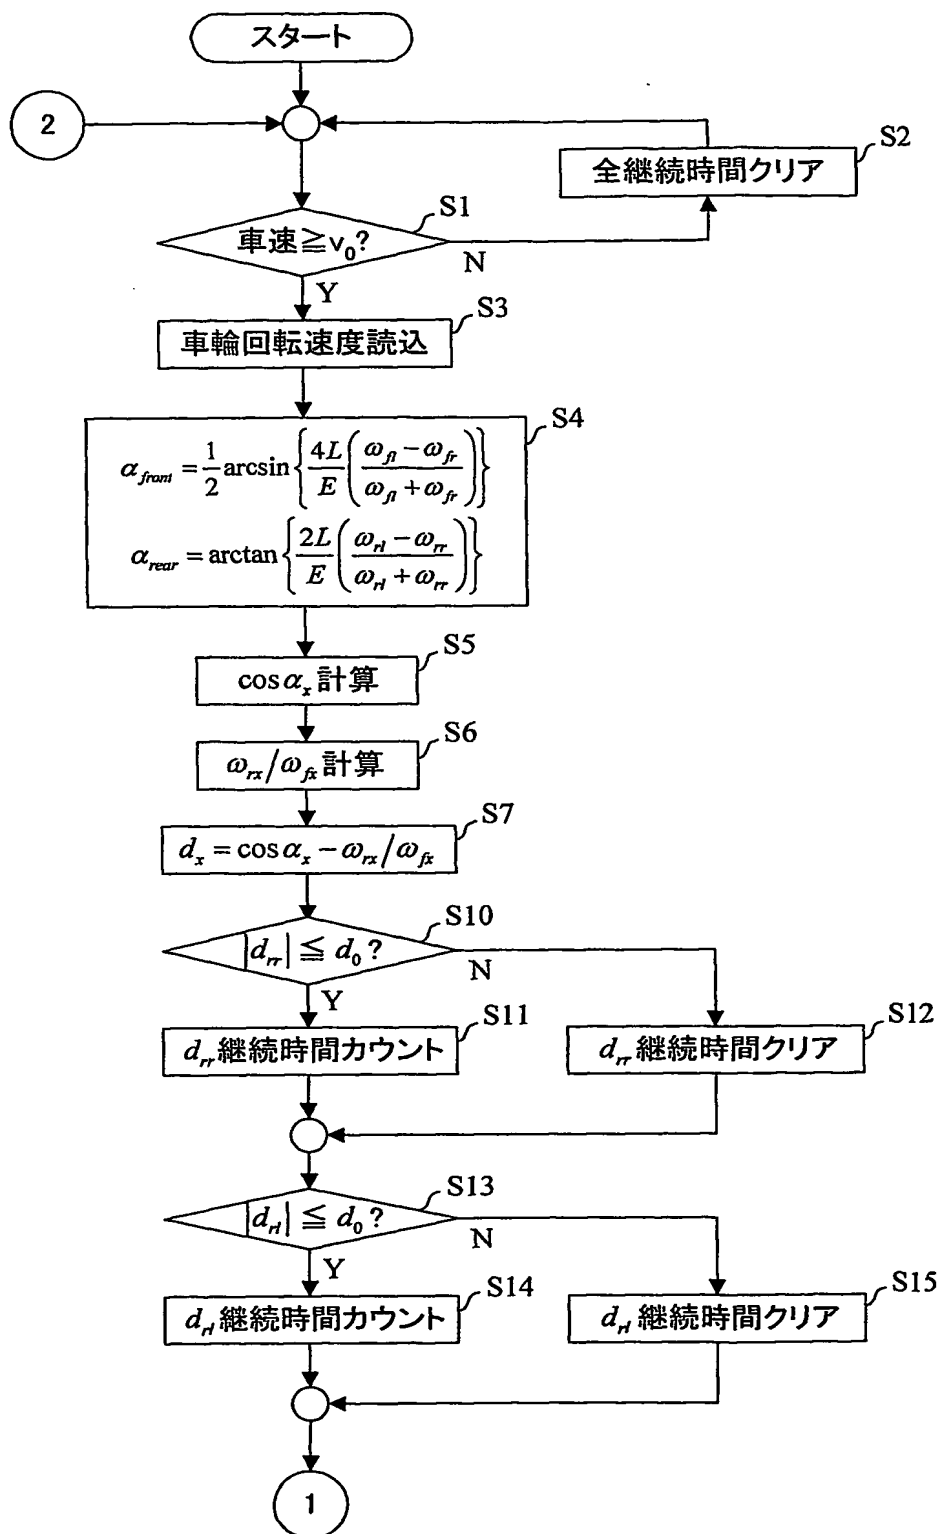 スタート
2
S2
全継続時間クリア
S1
車速≧v₀?
N
Y
S3
車輪回転速度読込
S4
α_front = 1/2 arcsin{4L/E((ω_fl − ω_fr)/(ω_fl + ω_fr))}
α_rear = arctan{2L/E((ω_rl − ω_rr)/(ω_rl + ω_rr))}
S5
cos α_x 計算
S6
ω_rx/ω_fx 計算
S7
d_x = cos α_x − ω_rx/ω_fx
S10
|d_rr| ≦ d₀?
N
Y
S11
d_rr 継続時間カウント
S12
d_rr 継続時間クリア
S13
|d_rl| ≦ d₀?
N
Y
S14
d_rl 継続時間カウント
S15
d_rl 継続時間クリア
1